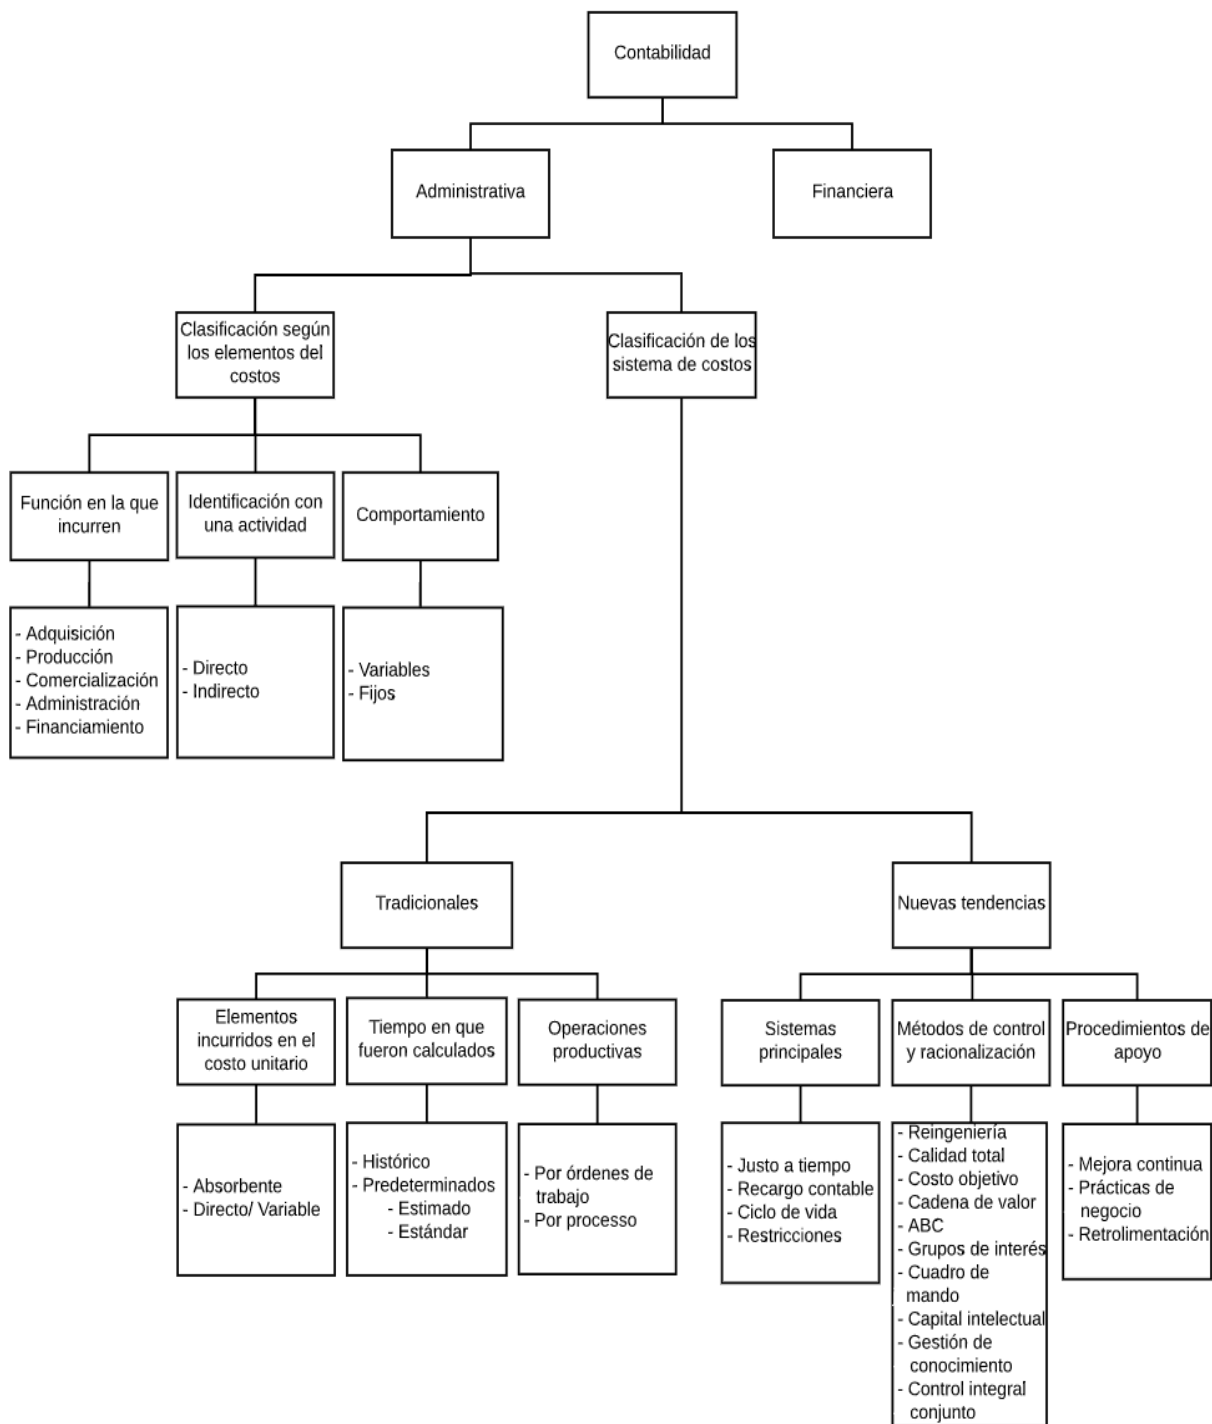 Contabilidad
Administrativa
Financiera
Clasificación según
los elementos del
costos
Clasificación de los
sistema de costos
Función en la que
incurren
Identificación con
una actividad
Comportamiento
- Adquisición
- Producción
- Comercialización
- Administración
- Financiamiento
- Directo
- Indirecto
- Variables
- Fijos
Tradicionales
Nuevas tendencias
Elementos
incurridos en el
costo unitario
Tiempo en que
fueron calculados
Operaciones
productivas
Sistemas
principales
Métodos de control
y racionalización
Procedimientos de
apoyo
- Absorbente
- Directo/ Variable
- Histórico
- Predeterminados
- Estimado
- Estándar
- Por órdenes de
trabajo
- Por processo
- Justo a tiempo
- Recargo contable
- Ciclo de vida
- Restricciones
- Reingeniería
- Calidad total
- Costo objetivo
- Cadena de valor
- ABC
- Grupos de interés
- Cuadro de
mando
- Capital intelectual
- Gestión de
conocimiento
- Control integral
conjunto
- Mejora continua
- Prácticas de
negocio
- Retrolimentación